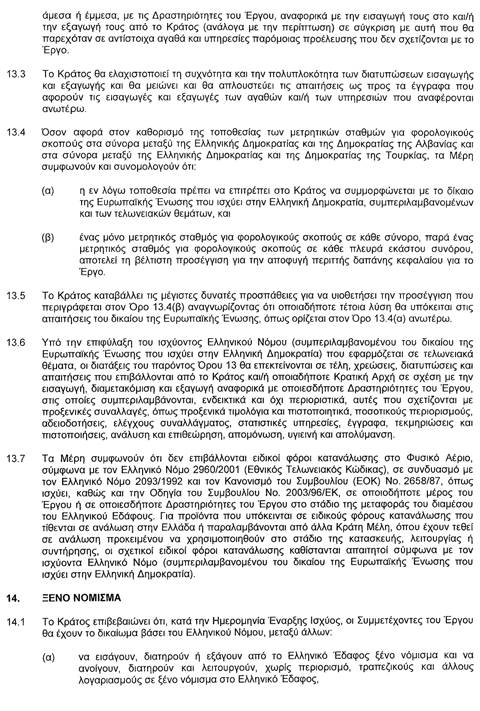 άμεσα ή έμμεσα, με τις Δραστηριότητες του Έργου, αναφορικά με την εισαγωγή τους στο και/ή
την εξαγωγή τους από το Κράτος (ανάλογα με την περίπτωση) σε σύγκριση με αυτή που θα
παρεχόταν σε αντίστοιχα αγαθά και υπηρεσίες παρόμοιας προέλευσης που δεν σχετίζονται με το
Έργο.
13.3 Το Κράτος θα ελαχιστοποιεί τη συχνότητα και την πολυπλοκότητα των διατυπώσεων εισαγωγής
και εξαγωγής και θα μειώνει και θα απλουστεύει τις απαιτήσεις ως προς τα έγγραφα που
αφορούν τις εισαγωγές και εξαγωγές των αγαθών και/ή των υπηρεσιών που αναφέρονται
ανωτέρω.
13.4 Όσον αφορά στον καθορισμό της τοποθεσίας των μετρητικών σταθμών για φορολογικούς
σκοπούς στα σύνορα μεταξύ της Ελληνικής Δημοκρατίας και της Δημοκρατίας της Αλβανίας και
στα σύνορα μεταξύ της Ελληνικής Δημοκρατίας και της Δημοκρατίας της Τουρκίας, τα Μέρη
συμφωνούν και συνομολογούν ότι:
(α) η εν λόγω τοποθεσία πρέπει να επιτρέπει στο Κράτος να συμμορφώνεται με το δίκαιο
της Ευρωπαϊκής Ένωσης που ισχύει στην Ελληνική Δημοκρατία, συμπεριλαμβανομένων
και των τελωνειακών θεμάτων, και
(β) ένας μόνο μετρητικός σταθμός για φορολογικούς σκοπούς σε κάθε σύνορο, παρά ένας
μετρητικός σταθμός για φορολογικούς σκοπούς σε κάθε πλευρά εκάστου συνόρου,
αποτελεί τη βέλτιστη προσέγγιση για την αποφυγή περιττής δαπάνης κεφαλαίου για το
Έργο.
13.5 Το Κράτος καταβάλλει τις μέγιστες δυνατές προσπάθειες για να υιοθετήσει την προσέγγιση που
περιγράφεται στον Όρο 13.4(β) αναγνωρίζοντας ότι οποιαδήποτε τέτοια λύση θα υπόκειται στις
απαιτήσεις του δικαίου της Ευρωπαϊκής Ένωσης, όπως ορίζεται στον Όρο 13.4(α) ανωτέρω.
13.6 Υπό την επιφύλαξη του ισχύοντος Ελληνικού Νόμου (συμπεριλαμβανομένου του δικαίου της
Ευρωπαϊκής Ένωσης που ισχύει στην Ελληνική Δημοκρατία) που εφαρμόζεται σε τελωνειακά
θέματα, οι διατάξεις του παρόντος Όρου 13 θα επεκτείνονται σε τέλη, χρεώσεις, διατυπώσεις και
απαιτήσεις που επιβάλλονται από το Κράτος και/ή οποιαδήποτε Κρατική Αρχή σε σχέση με την
εισαγωγή, διαμετακόμιση και εξαγωγή αναφορικά με οποιεσδήποτε Δραστηριότητες του Έργου,
στις οποίες συμπεριλαμβάνονται, ενδεικτικά και όχι περιοριστικά, αυτές που σχετίζονται με
προξενικές συναλλαγές, όπως προξενικά τιμολόγια και πιστοποιητικά, ποσοτικούς περιορισμούς,
αδειοδοτήσεις, ελέγχους συναλλάγματος, στατιστικές υπηρεσίες, έγγραφα, τεκμηριώσεις και
πιστοποιήσεις, ανάλυση και επιθεώρηση, απομόνωση, υγιεινή και απολύμανση.
13.7 Τα Μέρη συμφωνούν ότι δεν επιβάλλονται ειδικοί φόροι κατανάλωσης στο Φυσικό Αέριο,
σύμφωνα με τον Ελληνικό Νόμο 2960/2001 (Εθνικός Τελωνειακός Κώδικας), σε συνδυασμό με
τον Ελληνικό Νόμο 2093/1992 και τον Κανονισμό του Συμβουλίου (ΕΟΚ) No. 2658/87, όπως
ισχύει, καθώς και την Οδηγία του Συμβουλίου No. 2003/96/ΕΚ, σε οποιοδήποτε μέρος του
Έργου ή σε οποιεσδήποτε Δραστηριότητες του Έργου στο στάδιο της μεταφοράς του διαμέσου
του Ελληνικού Εδάφους. Για προϊόντα που υπόκεινται σε ειδικούς φόρους κατανάλωσης που
τίθενται σε ανάλωση στην Ελλάδα ή παραλαμβάνονται από άλλα Κράτη Μέλη, όπου έχουν τεθεί
σε ανάλωση προκειμένου να χρησιμοποιηθούν στο στάδιο της κατασκευής, λειτουργίας ή
συντήρησης, οι σχετικοί ειδικοί φόροι κατανάλωσης καθίστανται απαιτητοί σύμφωνα με τον
ισχύοντα Ελληνικό Νόμο (συμπεριλαμβανομένου του δικαίου της Ευρωπαϊκής Ένωσης που
ισχύει στην Ελληνική Δημοκρατία).
14. ΞΕΝΟ ΝΟΜΙΣΜΑ
14.1 Το Κράτος επιβεβαιώνει ότι, κατά την Ημερομηνία Έναρξης Ισχύος, οι Συμμετέχοντες του Έργου
θα έχουν το δικαίωμα βάσει του Ελληνικού Νόμου, μεταξύ άλλων:
(α) να εισάγουν, διατηρούν ή εξάγουν από το Ελληνικό Έδαφος ξένο νόμισμα και να
ανοίγουν, διατηρούν και λειτουργούν, χωρίς περιορισμό, τραπεζικούς και άλλους
λογαριασμούς σε ξένο νόμισμα στο Ελληνικό Έδαφος,